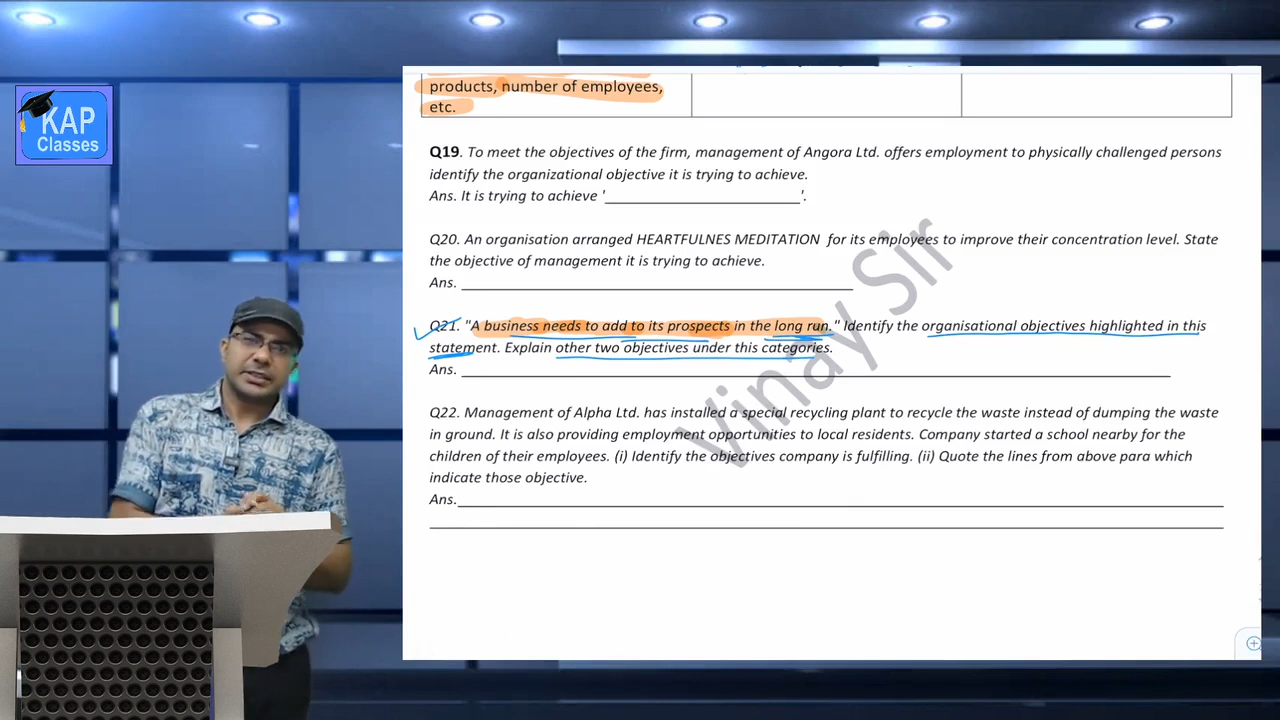 KAP
Classes
products, number of employees,
etc.
Q19. To meet the objectives of the firm, management of Angora Ltd. offers employment to physically challenged persons
identify the organizational objective it is trying to achieve.
Ans. It is trying to achieve '_________________________'.
Q20. An organisation arranged HEARTFULNES MEDITATION for its employees to improve their concentration level. State
the objective of management it is trying to achieve.
Ans. __________________________________________________
Q21. "A business needs to add to its prospects in the long run." Identify the organisational objectives highlighted in this
statement. Explain other two objectives under this categories.
Ans. __________________________________________________
Q22. Management of Alpha Ltd. has installed a special recycling plant to recycle the waste instead of dumping the waste
in ground. It is also providing employment opportunities to local residents. Company started a school nearby for the
children of their employees. (i) Identify the objectives company is fulfilling. (ii) Quote the lines from above para which
indicate those objective.
Ans.__________________________________________________
Vinay Sir